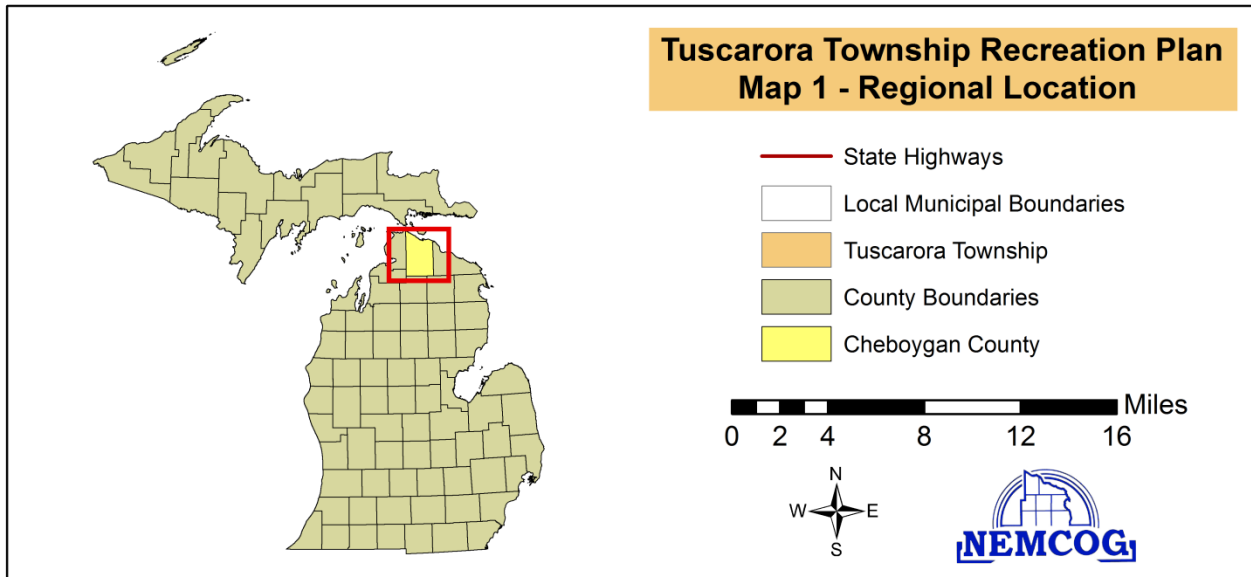 Tuscarora Township Recreation Plan
Map 1 - Regional Location
State Highways
Local Municipal Boundaries
Tuscarora Township
County Boundaries
Cheboygan County
Miles
0 2 4 8 12 16
N
W E
S
NEMCOG